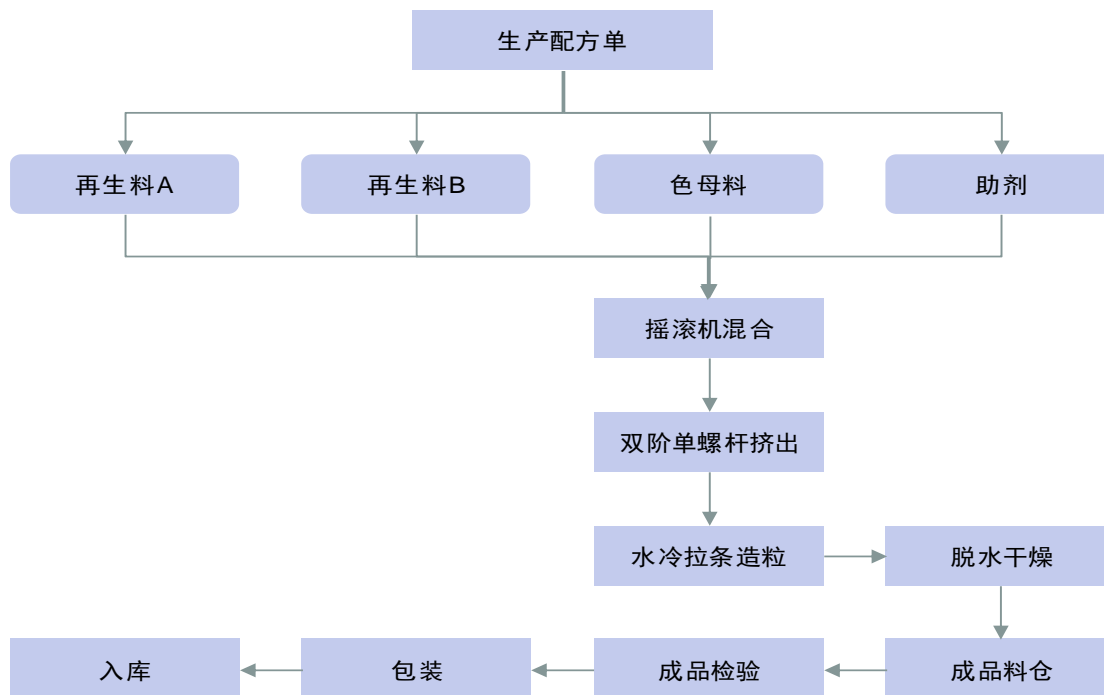 生产配方单
再生料A
再生料B
色母料
助剂
摇滚机混合
双阶单螺杆挤出
水冷拉条造粒
脱水干燥
入库
包装
成品检验
成品料仓